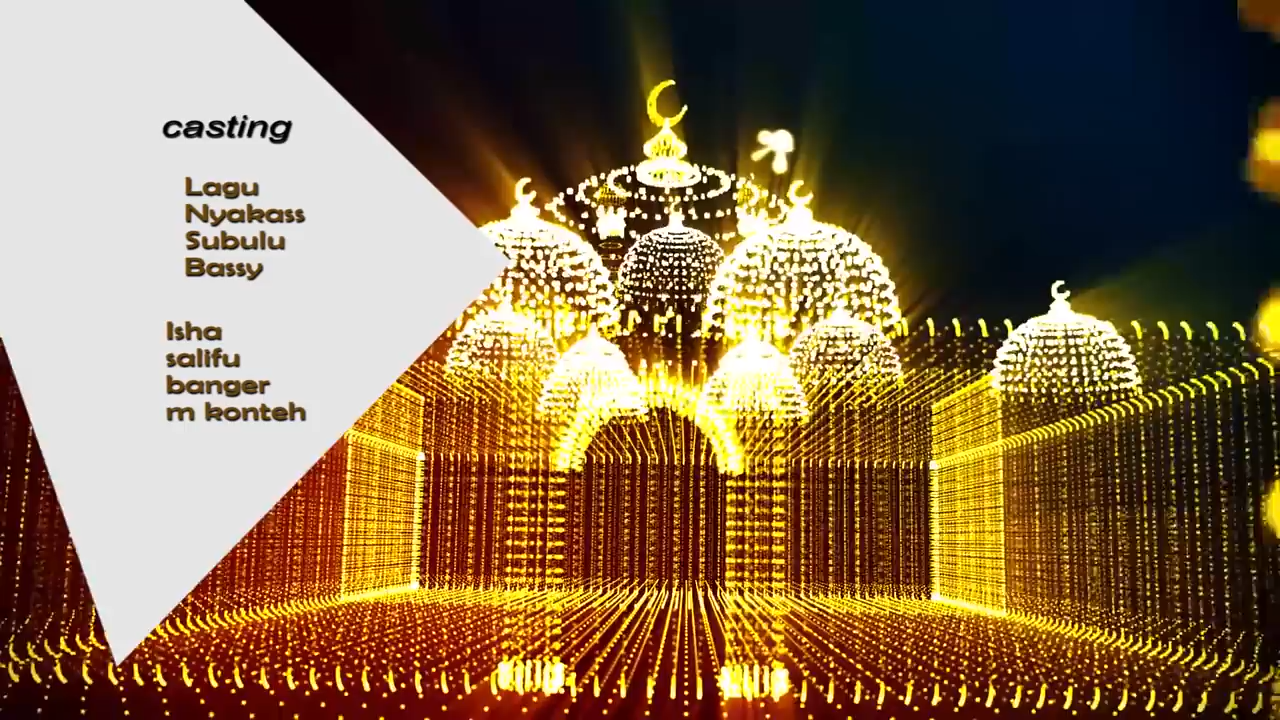 casting
Lagu
Nyakass
Subulu
Bassy
Isha
salifu
banger
m konteh